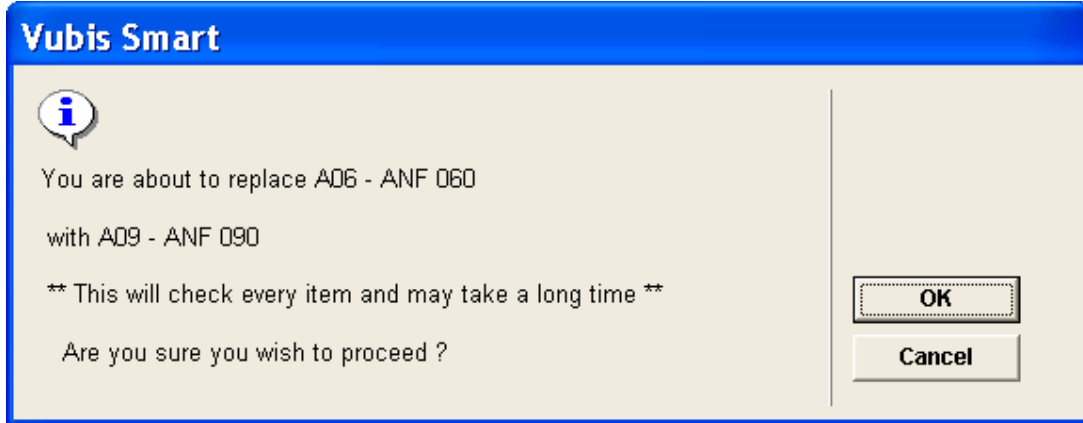 Vubis Smart
You are about to replace A06 - ANF 060
with A09 - ANF 090
** This will check every item and may take a long time **
Are you sure you wish to proceed ?
OK
Cancel